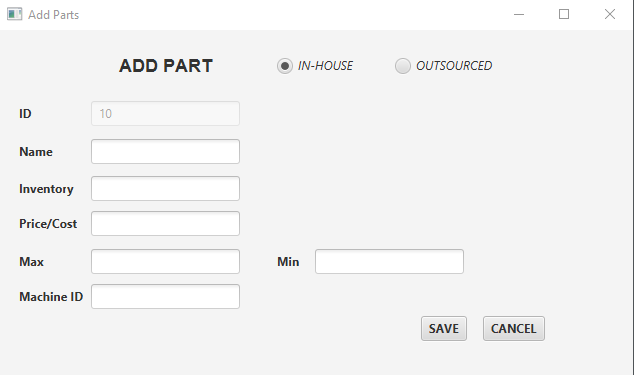 Add Parts
ADD PART IN-HOUSE OUTSOURCED
ID 10
Name
Inventory
Price/Cost
Max Min
Machine ID
SAVE CANCEL